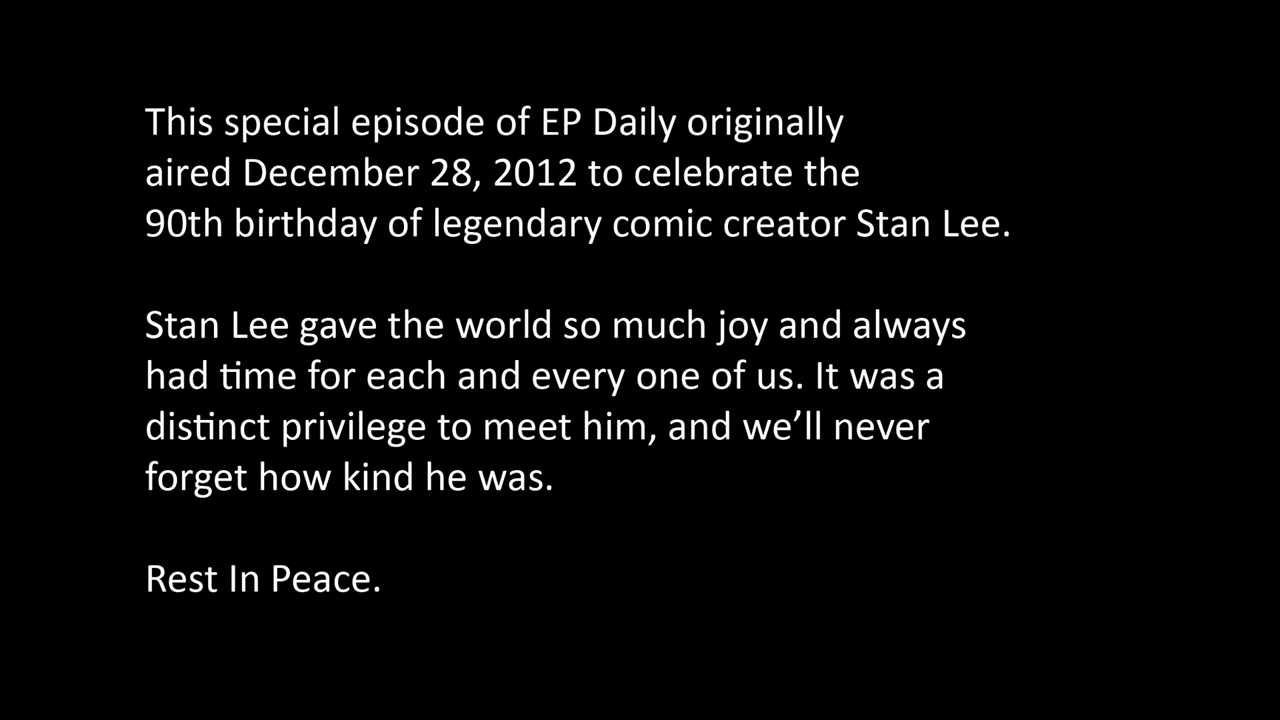 This special episode of EP Daily originally
aired December 28, 2012 to celebrate the
90th birthday of legendary comic creator Stan Lee.
Stan Lee gave the world so much joy and always
had time for each and every one of us. It was a
distinct privilege to meet him, and we’ll never
forget how kind he was.
Rest In Peace.